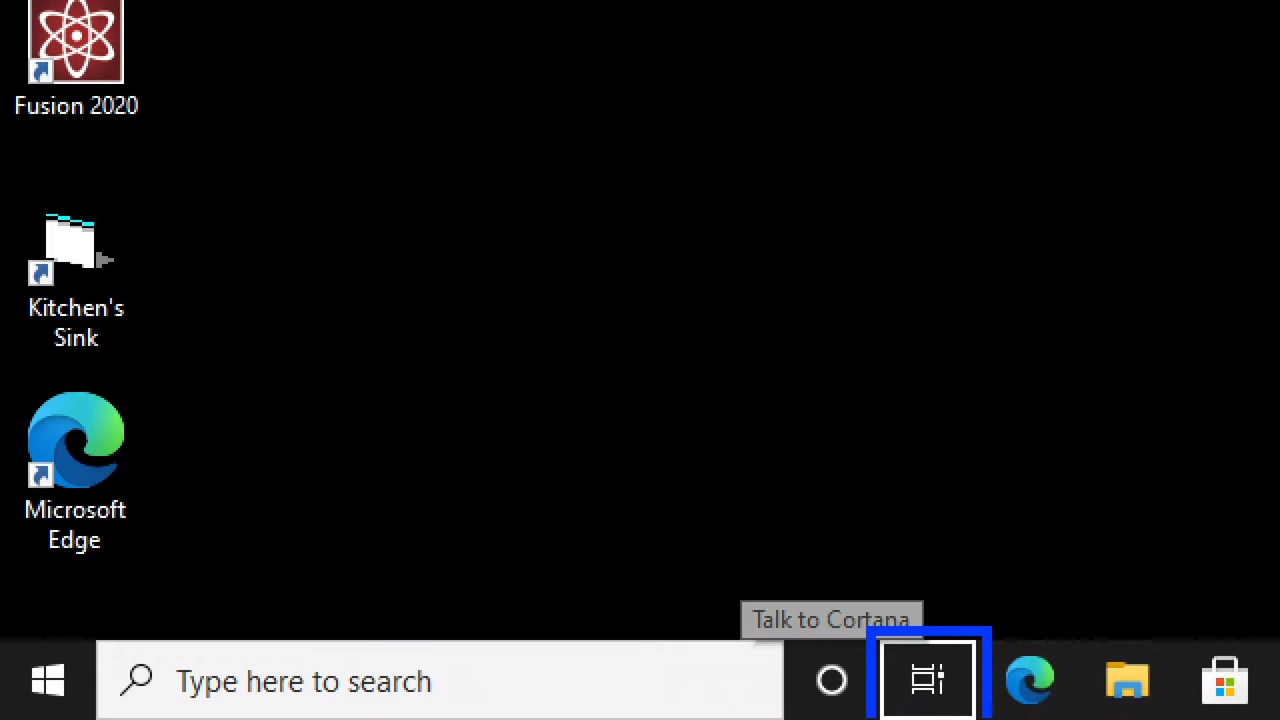 Fusion 2020
Kitchen's
Sink
Microsoft
Edge
Talk to Cortana
Type here to search